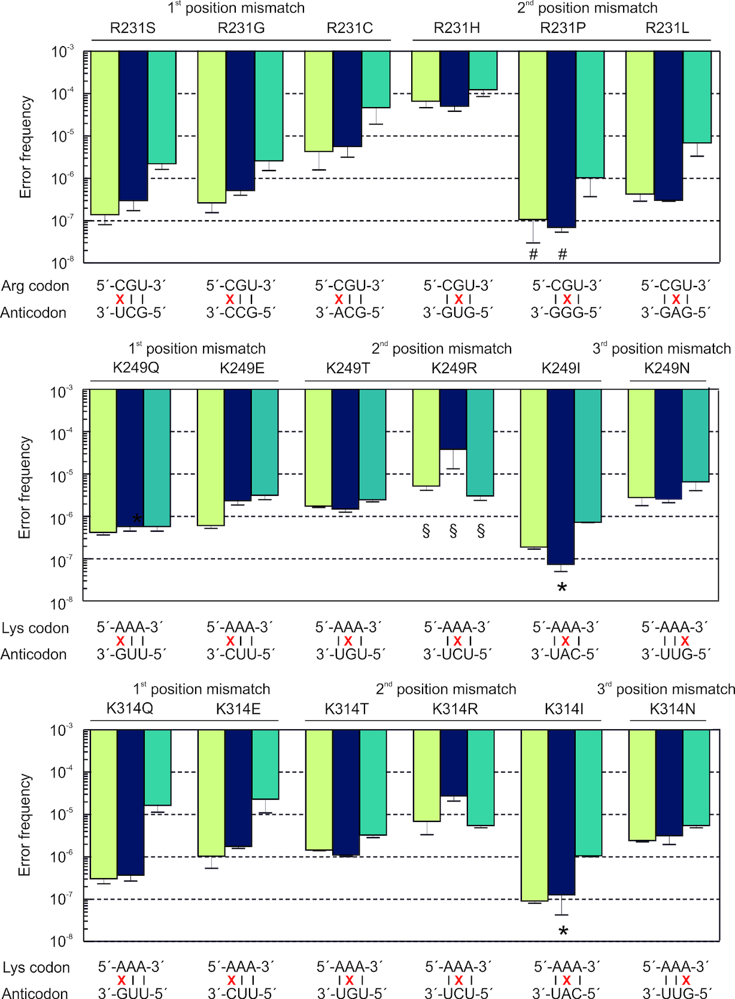 1st position mismatch 2nd position mismatch
R231S R231G R231C R231H R231P R231L
Error frequency
10-3
10-4
10-5
10-6
10-7
10-8
# #
Arg codon 5´-CGU-3´ 5´-CGU-3´ 5´-CGU-3´ 5´-CGU-3´ 5´-CGU-3´ 5´-CGU-3´
X X X X X X
Anticodon 3´-UCG-5´ 3´-CCG-5´ 3´-ACG-5´ 3´-GUG-5´ 3´-GGG-5´ 3´-GAG-5´
1st position mismatch 2nd position mismatch 3rd position mismatch
K249Q K249E K249T K249R K249I K249N
Error frequency
10-3
10-4
10-5
10-6
10-7
10-8
*
§ § §
*
Lys codon 5´-AAA-3´ 5´-AAA-3´ 5´-AAA-3´ 5´-AAA-3´ 5´-AAA-3´ 5´-AAA-3´
X X X X X X
Anticodon 3´-GUU-5´ 3´-CUU-5´ 3´-UGU-5´ 3´-UCU-5´ 3´-UAC-5´ 3´-UUG-5´
1st position mismatch 2nd position mismatch 3rd position mismatch
K314Q K314E K314T K314R K314I K314N
Error frequency
10-3
10-4
10-5
10-6
10-7
10-8
*
Lys codon 5´-AAA-3´ 5´-AAA-3´ 5´-AAA-3´ 5´-AAA-3´ 5´-AAA-3´ 5´-AAA-3´
X X X X X X
Anticodon 3´-GUU-5´ 3´-CUU-5´ 3´-UGU-5´ 3´-UCU-5´ 3´-UAC-5´ 3´-UUG-5´